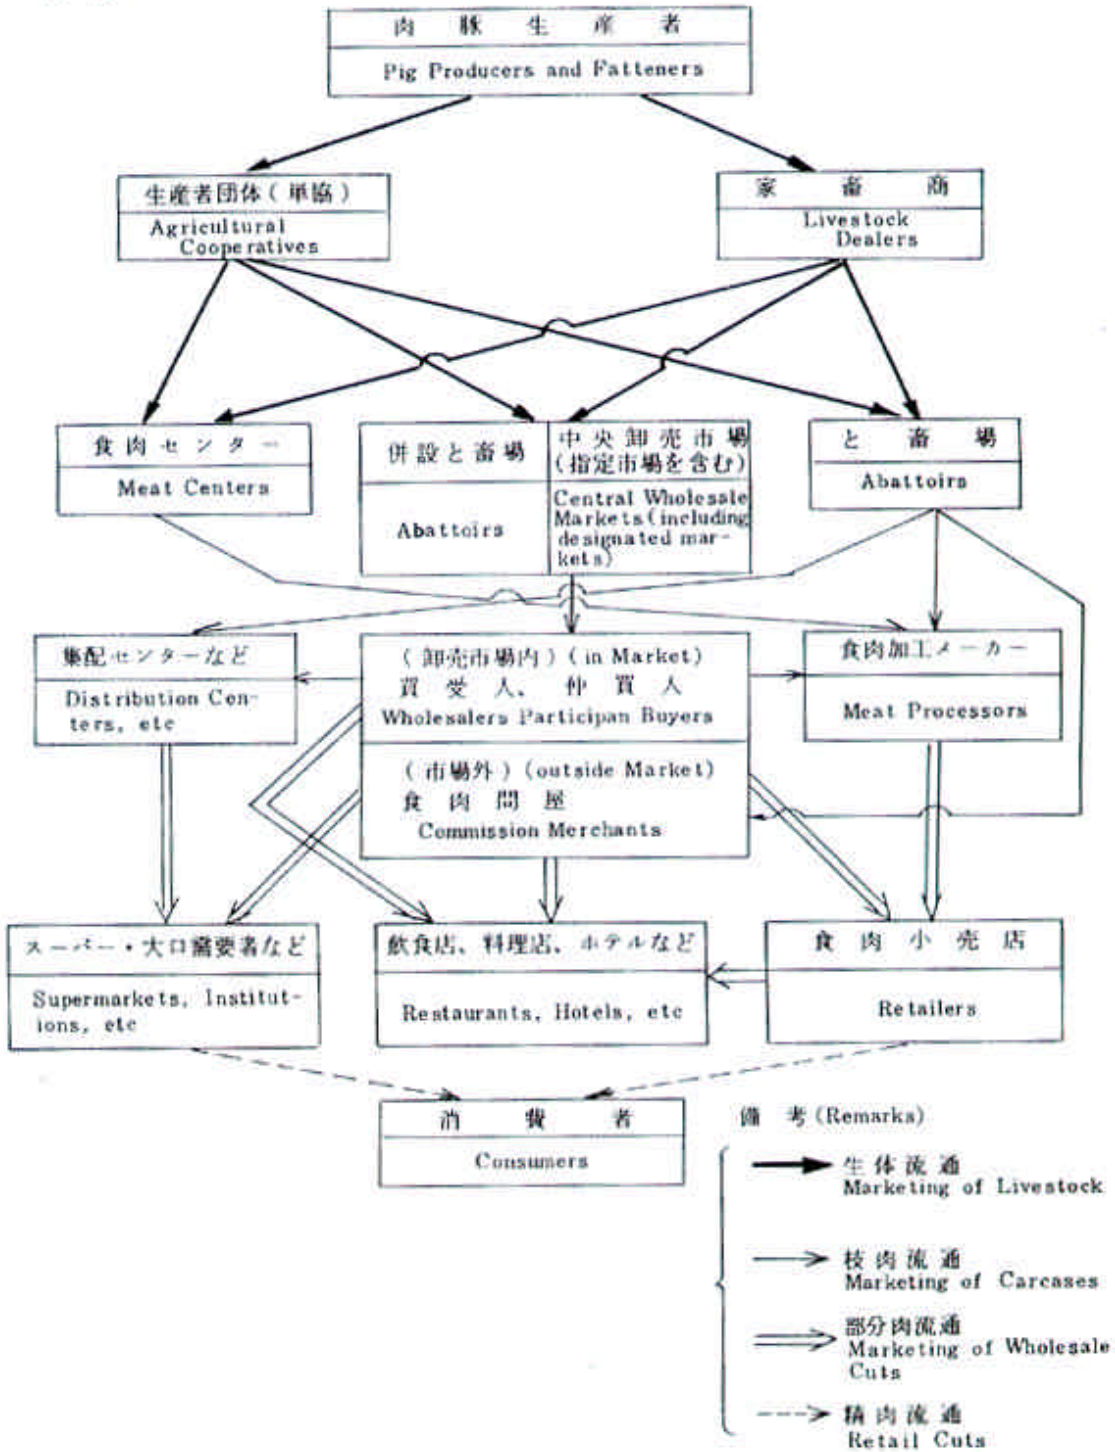 肉豚生産者
Pig Producers and Fatteners
生産者団体(単協)
Agricultural
Cooperatives
家畜商
Livestock
Dealers
食肉センター
Meat Centers
併設と畜場
Abattoirs
中央卸売市場
(指定市場を含む)
Central Wholesale
Markets(including
designated mar-
kets)
と畜場
Abattoirs
集配センターなど
Distribution Cen-
ters, etc
(卸売市場内)(in Market)
買受人、仲買人
Wholesalers Participan Buyers
(市場外)(outside Market)
食肉問屋
Commission Merchants
食肉加工メーカー
Meat Processors
スーパー・大口需要者など
Supermarkets, Institut-
ions, etc
飲食店、料理店、ホテルなど
Restaurants, Hotels, etc
食肉小売店
Retailers
消費者
Consumers
備考(Remarks)
生体流通
Marketing of Livestock
枝肉流通
Marketing of Carcases
部分肉流通
Marketing of Wholesale
Cuts
精肉流通
Retail Cuts